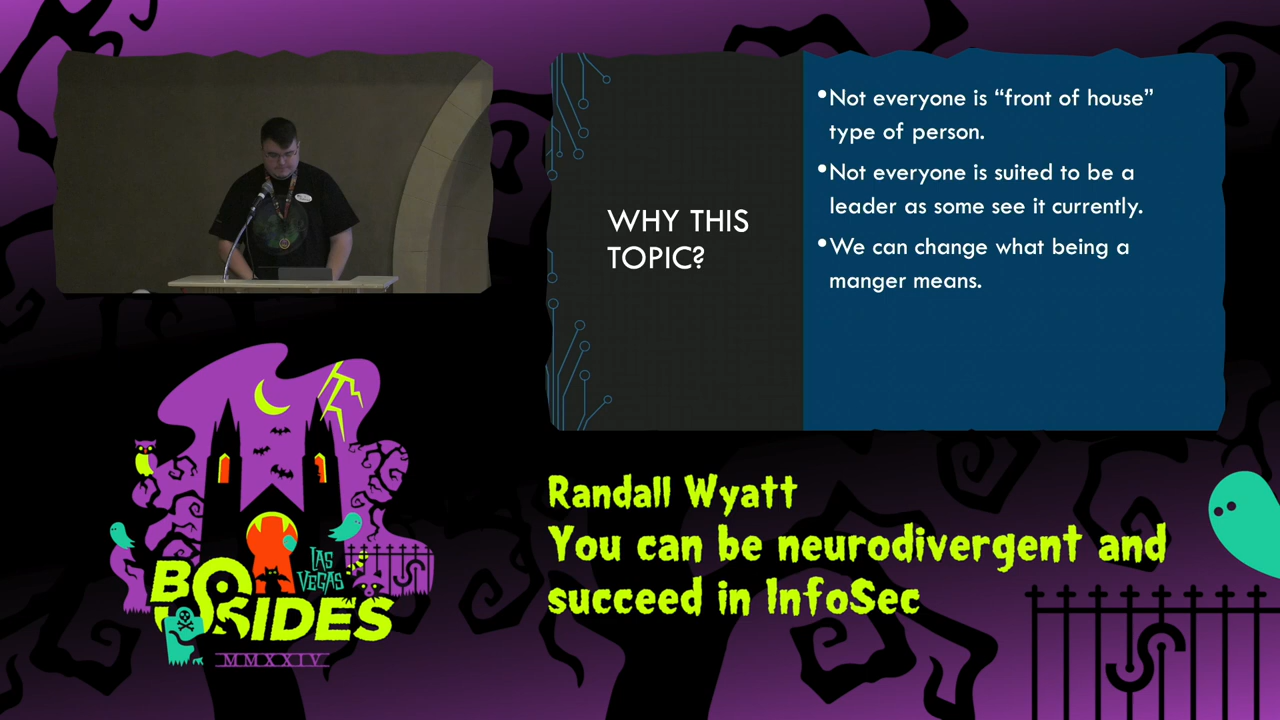 WHY THIS
TOPIC?
•Not everyone is “front of house”
type of person.
•Not everyone is suited to be a
leader as some see it currently.
•We can change what being a
manger means.
Randall Wyatt
You can be neurodivergent and
succeed in InfoSec
LAS
VEGAS
BSIDES
MMXXIV